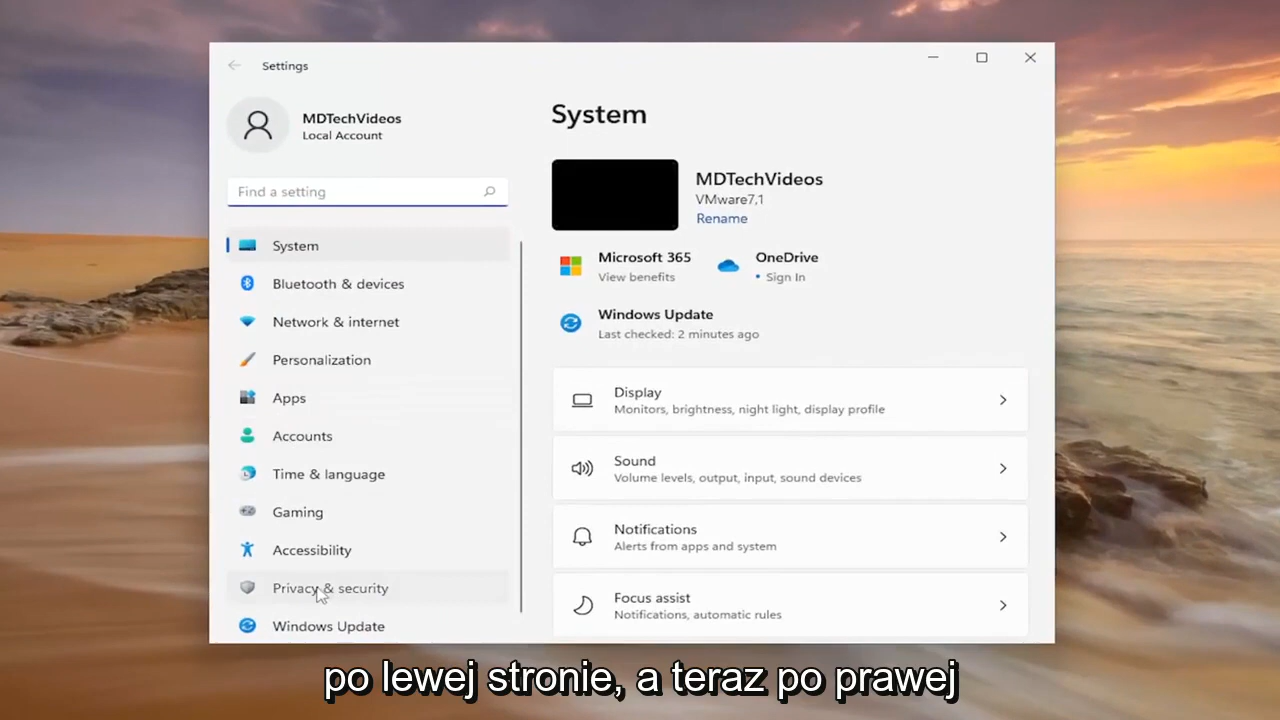 Settings
MDTechVideos
Local Account
Find a setting
System
Bluetooth & devices
Network & internet
Personalization
Apps
Accounts
Time & language
Gaming
Accessibility
Privacy & security
Windows Update
System
MDTechVideos
VMware7,1
Rename
Microsoft 365
View benefits
OneDrive
• Sign In
Windows Update
Last checked: 2 minutes ago
Display
Monitors, brightness, night light, display profile
Sound
Volume levels, output, input, sound devices
Notifications
Alerts from apps and system
Focus assist
Notifications, automatic rules
po lewej stronie, a teraz po prawej